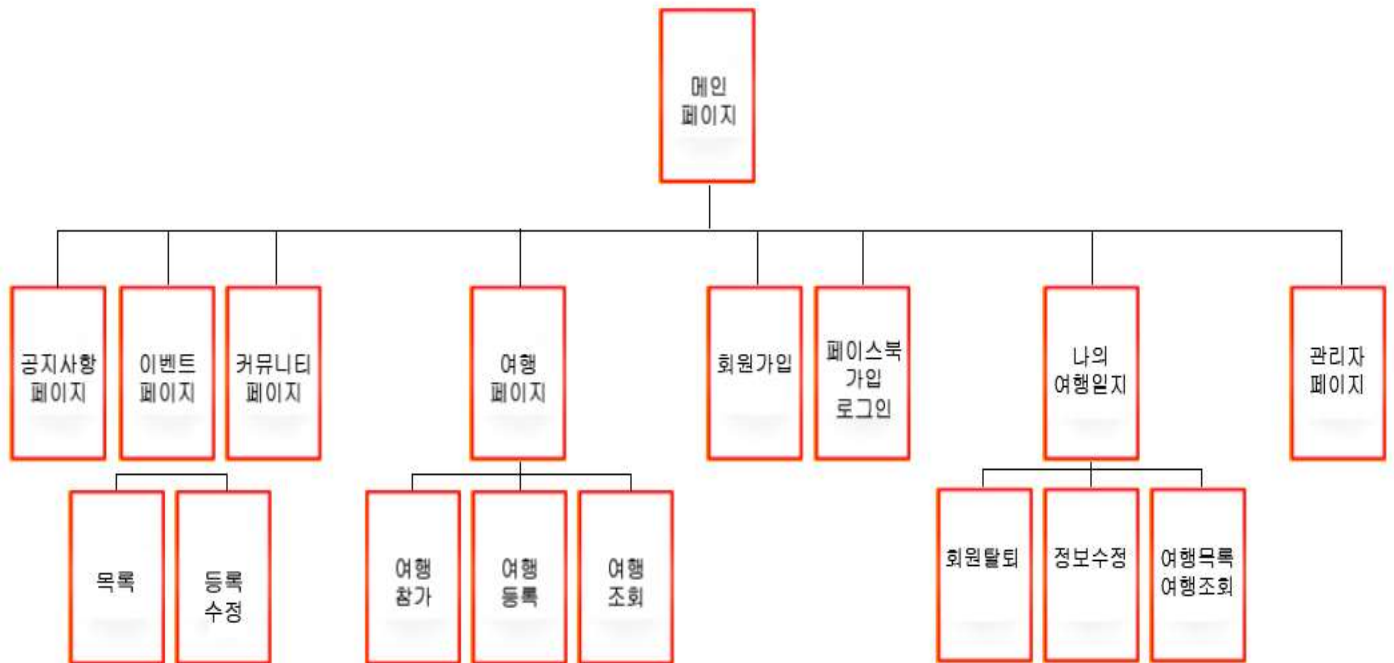 메인
페이지
공지사항
페이지
이벤트
페이지
커뮤니티
페이지
여행
페이지
회원가입
페이스북
가입
로그인
나의
여행일지
관리자
페이지
목록
등록
수정
여행
참가
여행
등록
여행
조회
회원탈퇴
정보수정
여행목록
여행조회